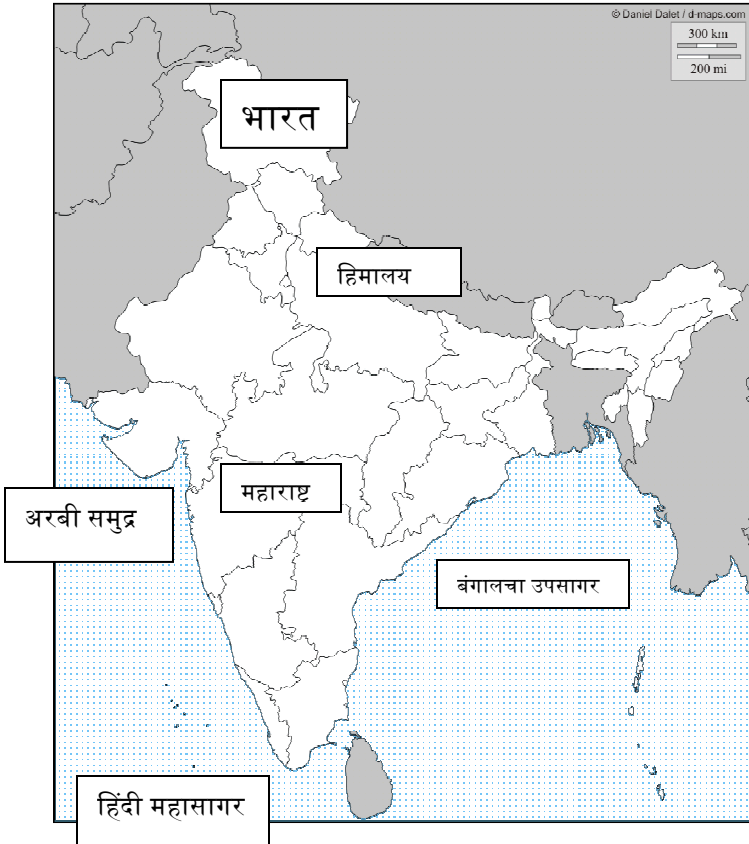 © Daniel Dalet / d-maps.com
300 km
200 mi
भारत
हिमालय
महाराष्ट्र
अरबी समुद्र
बंगालचा उपसागर
हिंदी महासागर